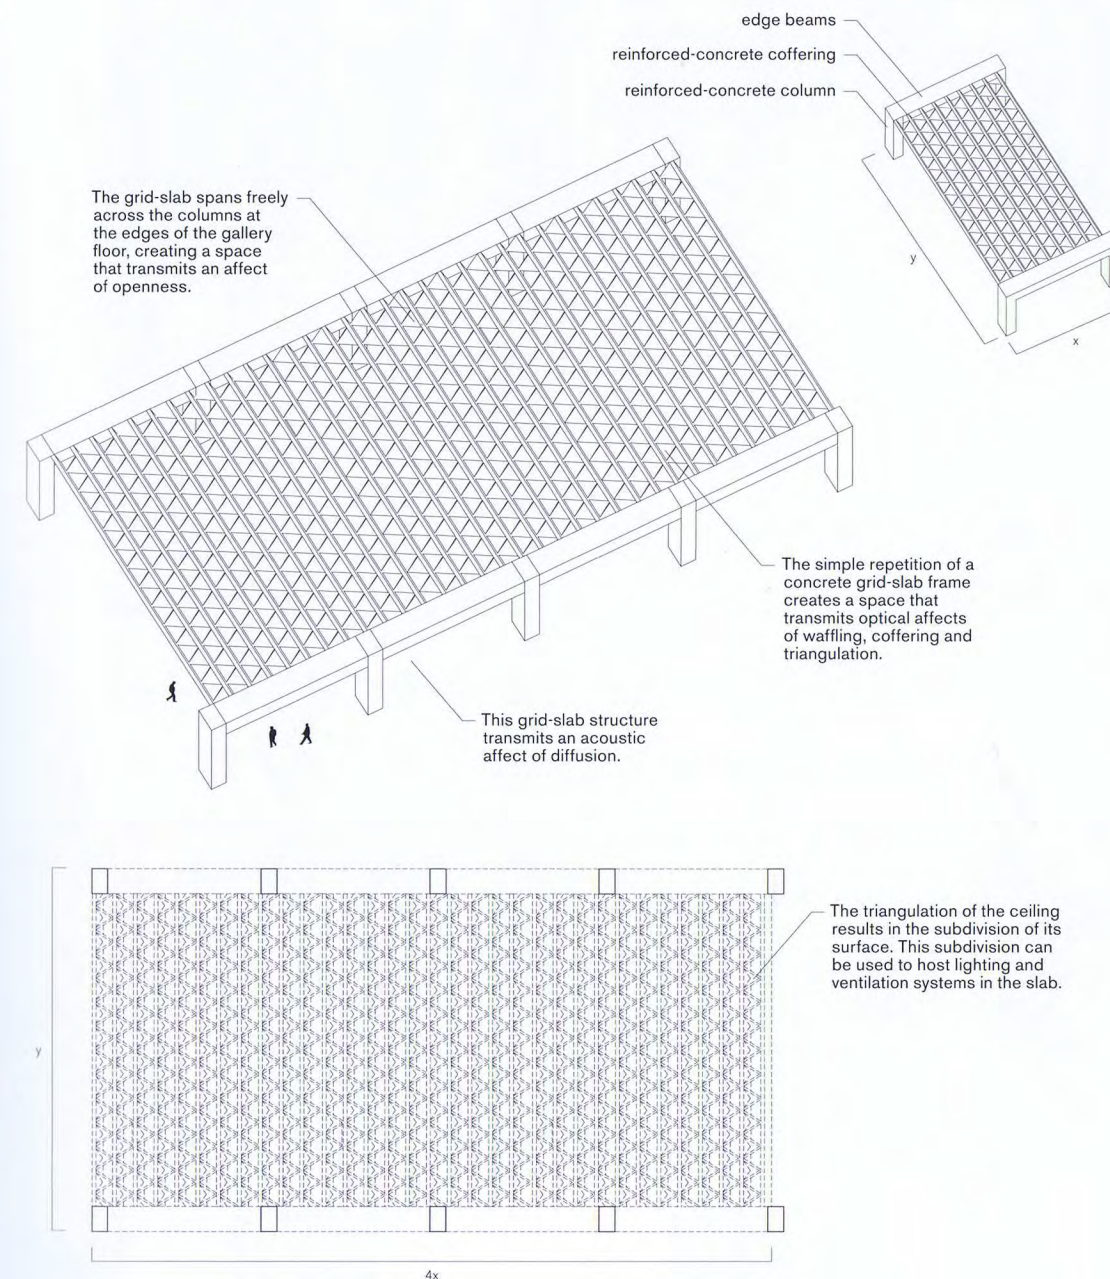 edge beams
reinforced-concrete coffering
reinforced-concrete column
The grid-slab spans freely
across the columns at
the edges of the gallery
floor, creating a space
that transmits an affect
of openness.
y
x
The simple repetition of a
concrete grid-slab frame
creates a space that
transmits optical affects
of waffling, coffering and
triangulation.
This grid-slab structure
transmits an acoustic
affect of diffusion.
The triangulation of the ceiling
results in the subdivision of its
surface. This subdivision can
be used to host lighting and
ventilation systems in the slab.
y
4x